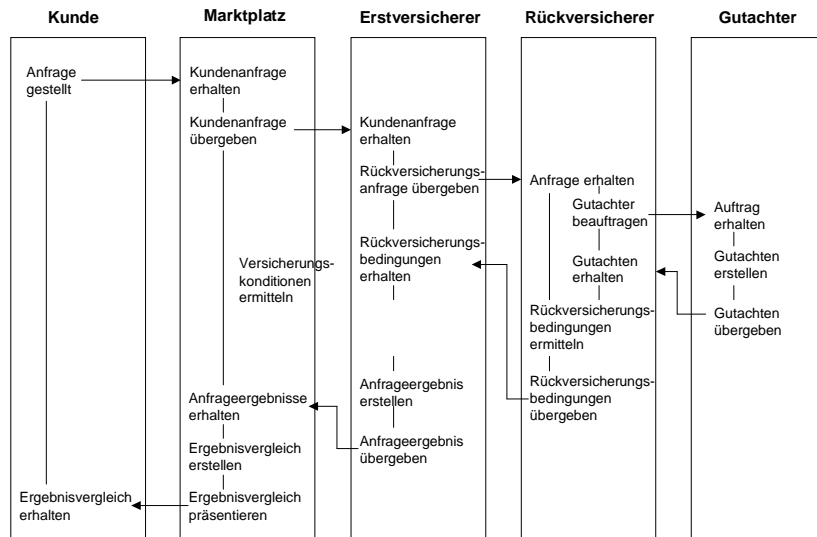 Kunde
Marktplatz
Erstversicherer
Rückversicherer
Gutachter
Anfrage
gestellt
Ergebnisvergleich
erhalten
Kundenanfrage
erhalten
Kundenanfrage
übergeben
Versicherungs-
konditionen
ermitteln
Anfrageergebnisse
erhalten
Ergebnisvergleich
erstellen
Ergebnisvergleich
präsentieren
Kundenanfrage
erhalten
Rückversicherungs-
anfrage übergeben
Rückversicherungs-
bedingungen
erhalten
Anfrageergebnis
erstellen
Anfrageergebnis
übergeben
Anfrage erhalten
Gutachter
beauftragen
Gutachten
erhalten
Rückversicherungs-
bedingungen
ermitteln
Rückversicherungs-
bedingungen
übergeben
Auftrag
erhalten
Gutachten
erstellen
Gutachten
übergeben